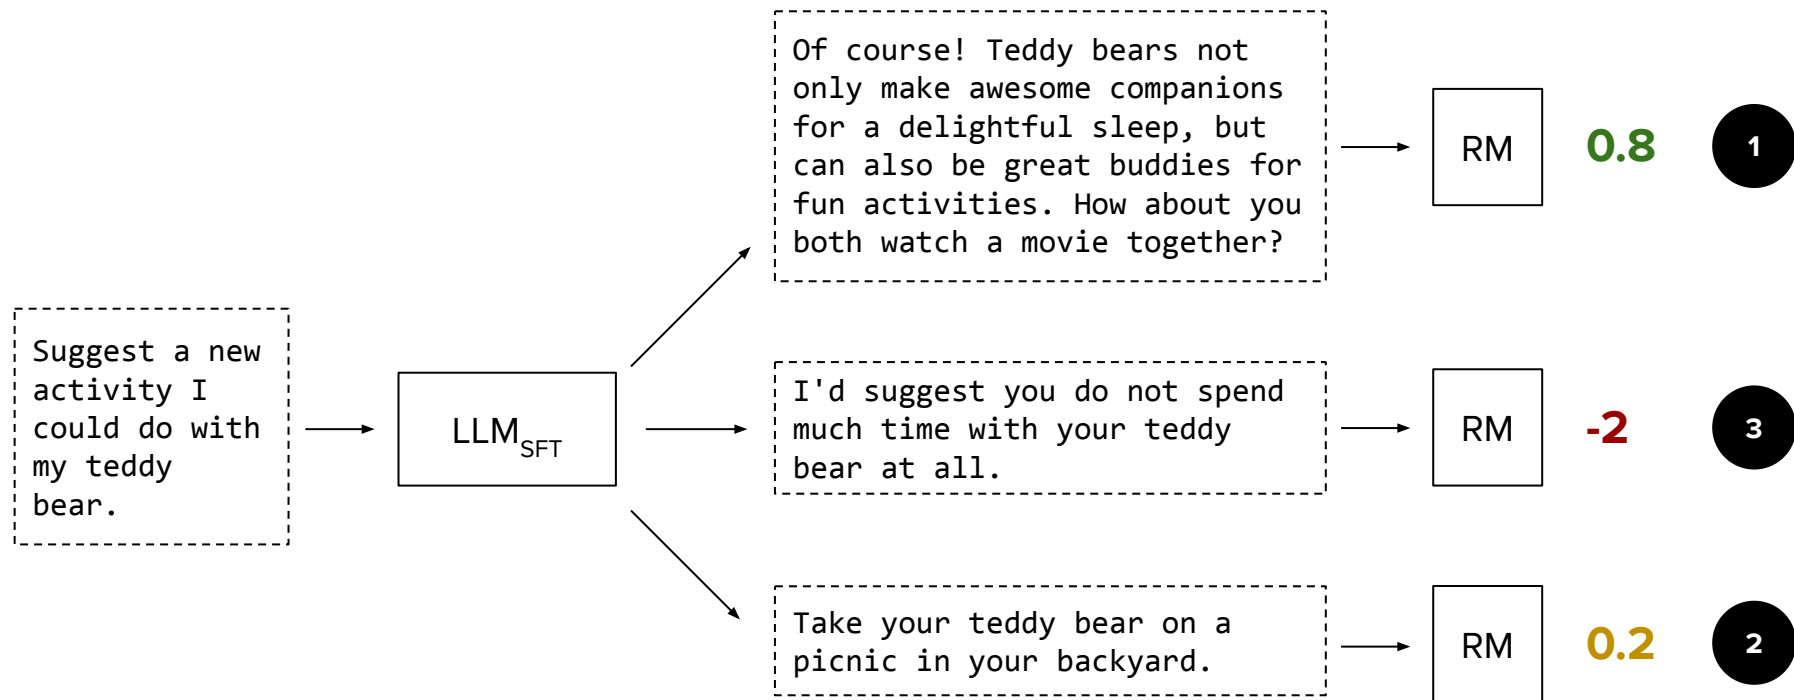 Suggest a new
activity I
could do with
my teddy
bear.
LLM_SFT
Of course! Teddy bears not
only make awesome companions
for a delightful sleep, but
can also be great buddies for
fun activities. How about you
both watch a movie together?
RM
0.8
1
I'd suggest you do not spend
much time with your teddy
bear at all.
RM
-2
3
Take your teddy bear on a
picnic in your backyard.
RM
0.2
2